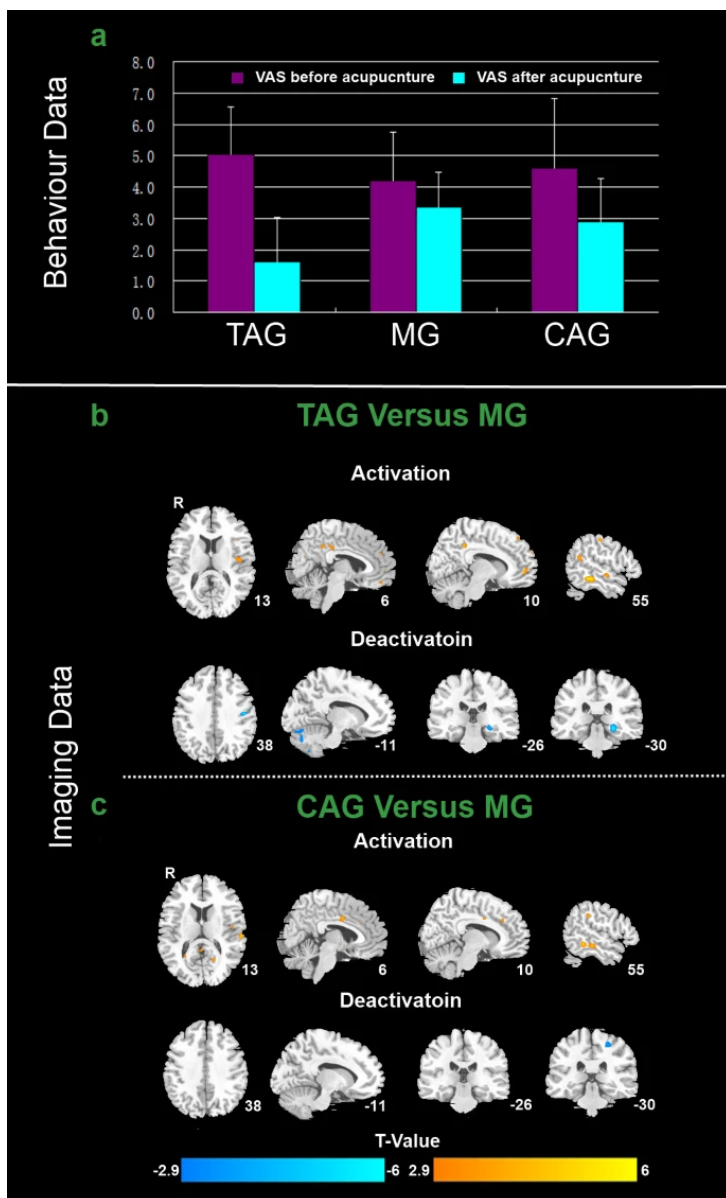 a
Behaviour Data
8.0
7.0
6.0
5.0
4.0
3.0
2.0
1.0
0.0
VAS before acupucnture
VAS after acupucnture
TAG MG CAG
Imaging Data
b
TAG Versus MG
Activation
R
13 6 10 55
Deactivatoin
38 -11 -26 -30
c
CAG Versus MG
Activation
R
13 6 10 55
Deactivatoin
38 -11 -26 -30
T-Value
-2.9 -6 2.9 6